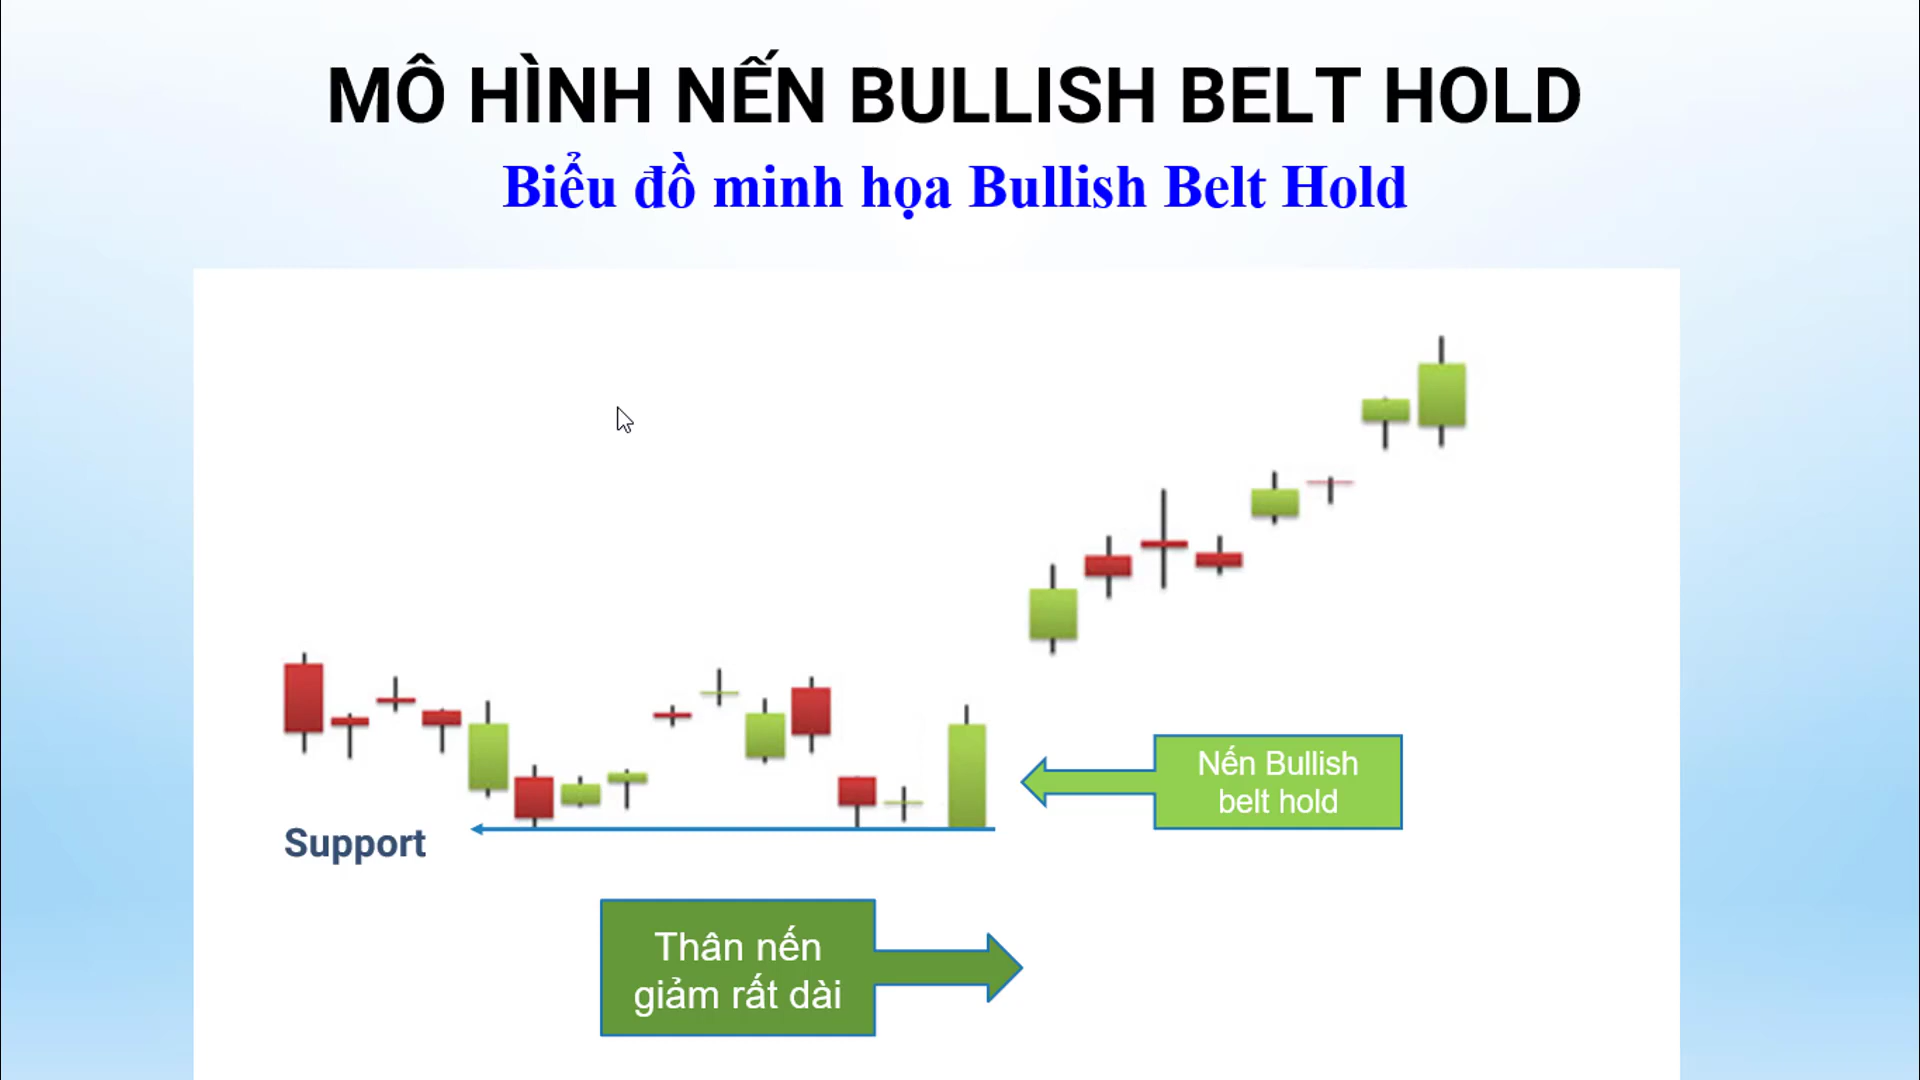 MÔ HÌNH NẾN BULLISH BELT HOLD
Biểu đồ minh họa Bullish Belt Hold
Nến Bullish
belt hold
Support
Thân nến
giảm rất dài